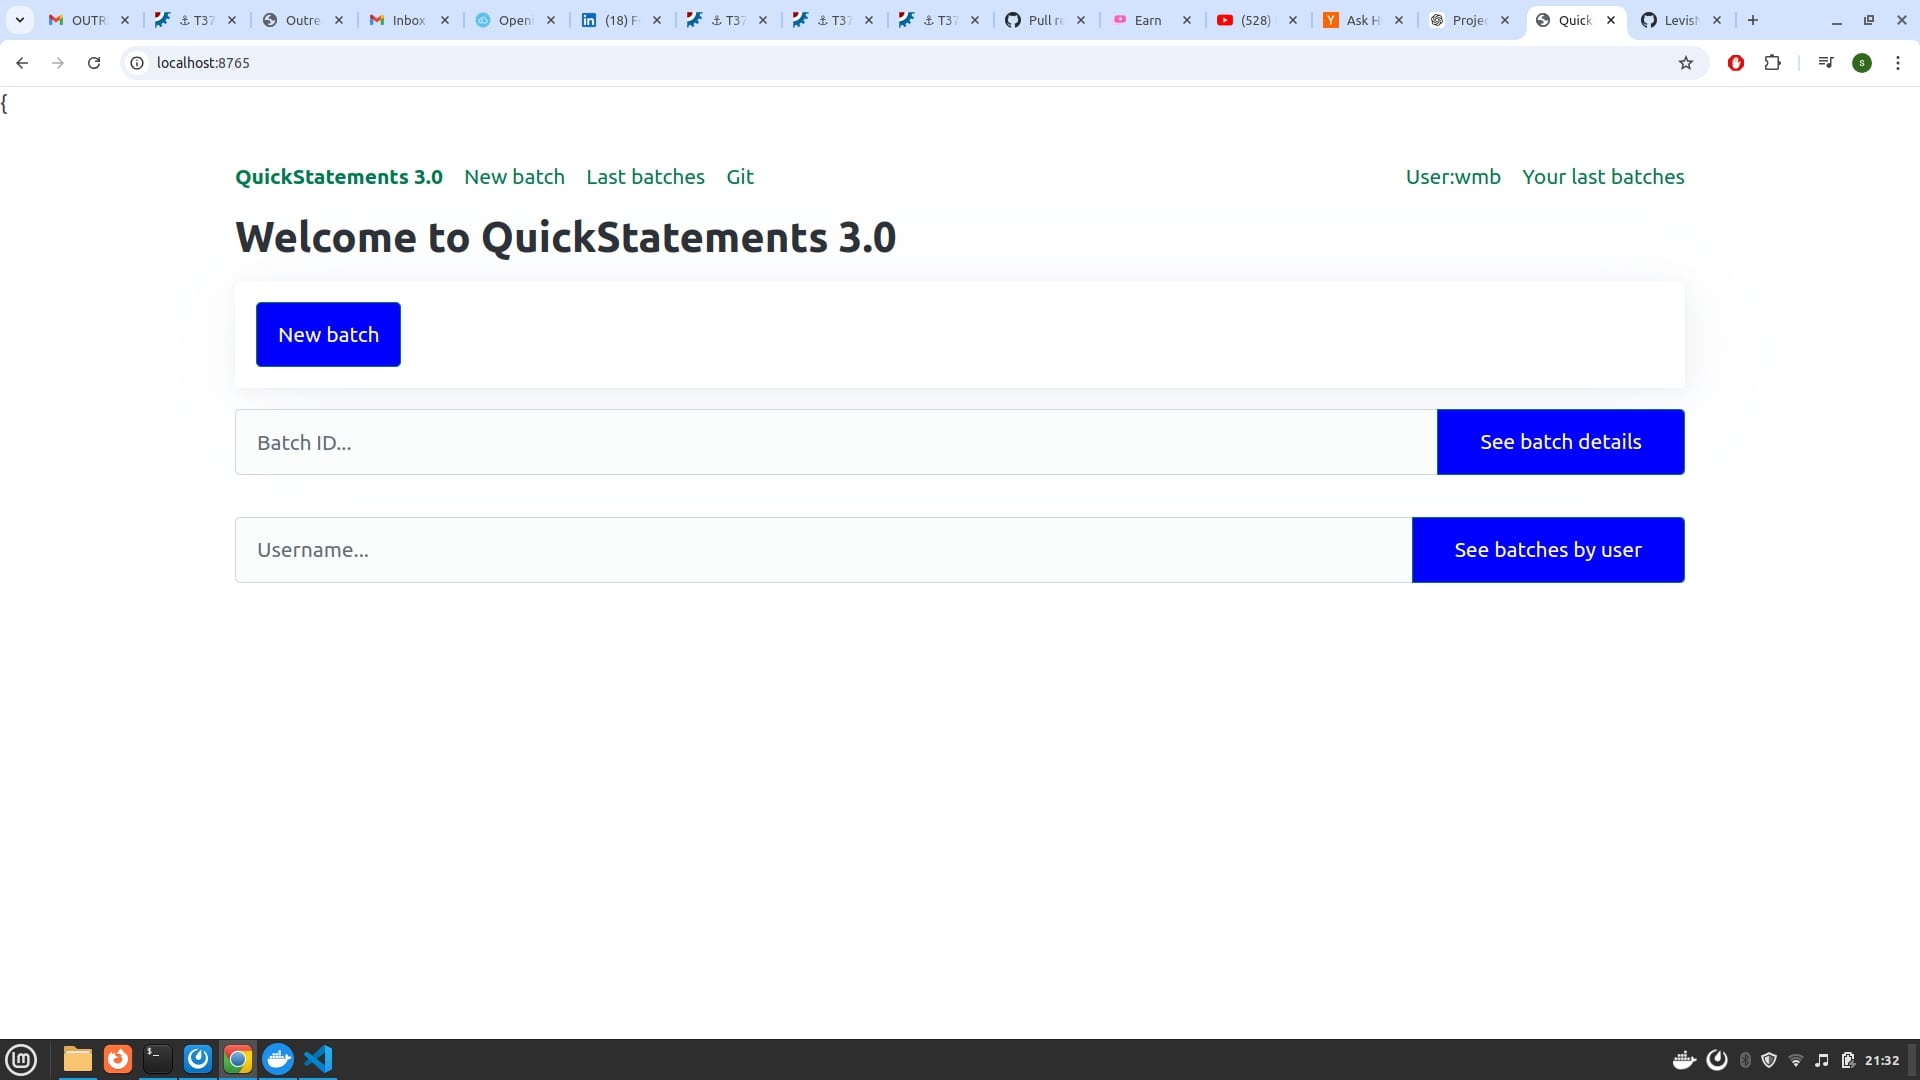 OUTR
T37
Outre
Inbox
Open
(18) F
T37
T37
T37
Pull re
Earn
(528)
Ask H
Projec
Quick
Levis
localhost:8765
{
QuickStatements 3.0 New batch Last batches Git User:wmb Your last batches
Welcome to QuickStatements 3.0
New batch
Batch ID... See batch details
Username... See batches by user
21:32